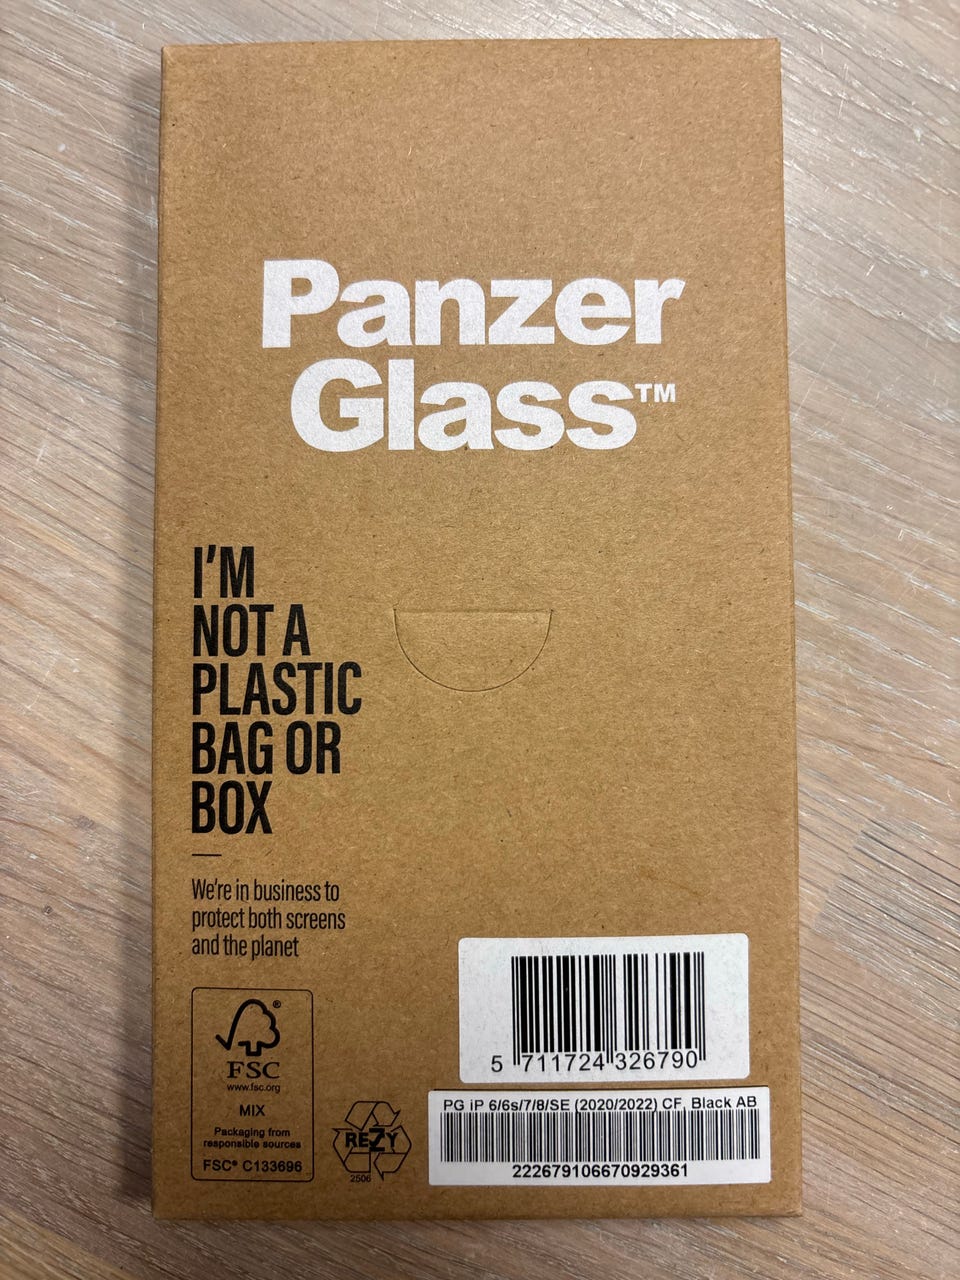 Panzer
Glass™
I'M
NOT A
PLASTIC
BAG OR
BOX
We're in business to
protect both screens
and the planet
®
FSC
www.fsc.org
MIX
Packaging from
responsible sources
FSC® C133696
REZY
2506
5 711724 326790
PG iP 6/6s/7/8/SE (2020/2022) CF, Black AB
222679106670929361